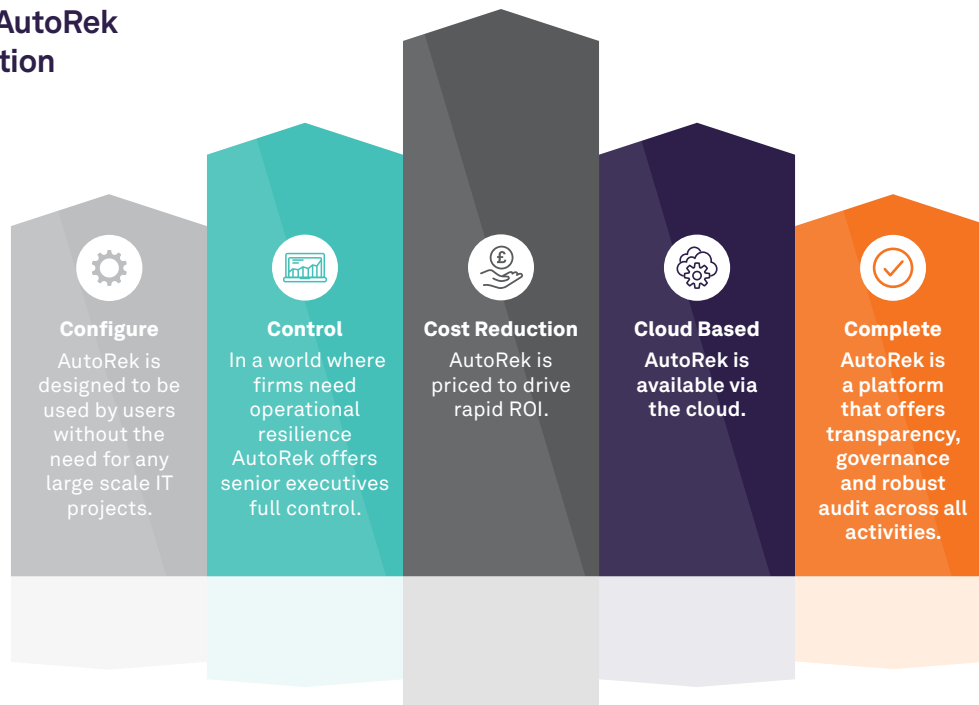 AutoRek
tion
Configure
AutoRek is
designed to be
used by users
without the
need for any
large scale IT
projects.
Control
In a world where
firms need
operational
resilience
AutoRek offers
senior executives
full control.
£
Cost Reduction
AutoRek is
priced to drive
rapid ROI.
Cloud Based
AutoRek is
available via
the cloud.
Complete
AutoRek is
a platform
that offers
transparency,
governance
and robust
audit across all
activities.